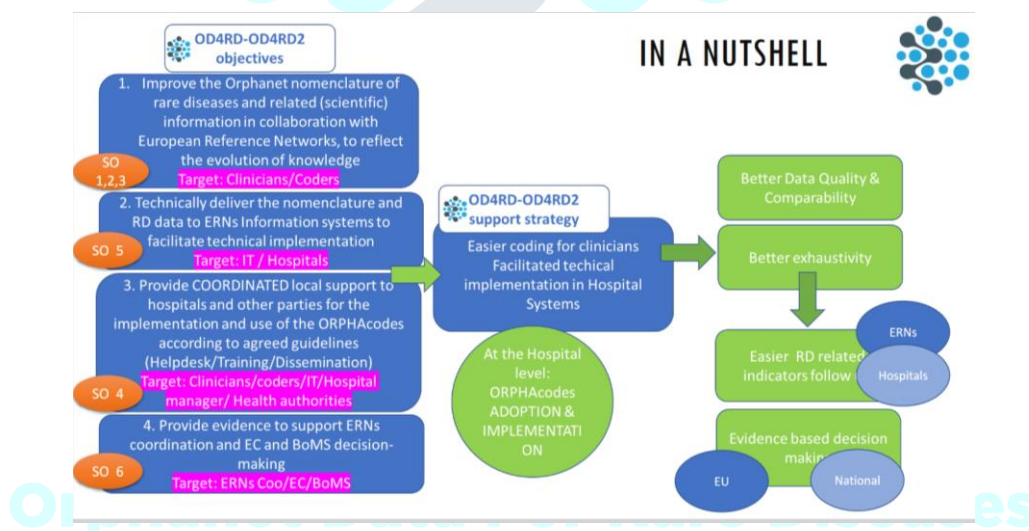 OD4RD-OD4RD2
objectives
IN A NUTSHELL
1. Improve the Orphanet nomenclature of
rare diseases and related (scientific)
information in collaboration with
European Reference Networks, to reflect
the evolution of knowledge
Target: Clinicians/Coders
SO
1,2,3
2. Technically deliver the nomenclature and
RD data to ERNs Information systems to
facilitate technical implementation
Target: IT / Hospitals
SO 5
3. Provide COORDINATED local support to
hospitals and other parties for the
implementation and use of the ORPHAcodes
according to agreed guidelines
(Helpdesk/Training/Dissemination)
Target: Clinicians/coders/IT/Hospital
manager/ Health authorities
SO 4
4. Provide evidence to support ERNs
coordination and EC and BoMS decision-
making
Target: ERNs Coo/EC/BoMS
SO 6
OD4RD-OD4RD2
support strategy
Easier coding for clinicians
Facilitated techical
implementation in Hospital
Systems
At the Hospital
level:
ORPHAcodes
ADOPTION &
IMPLEMENTATI
ON
Better Data Quality &
Comparability
Better exhaustivity
Easier RD related
indicators follow
ERNs
Hospitals
Evidence based decision
EU
National